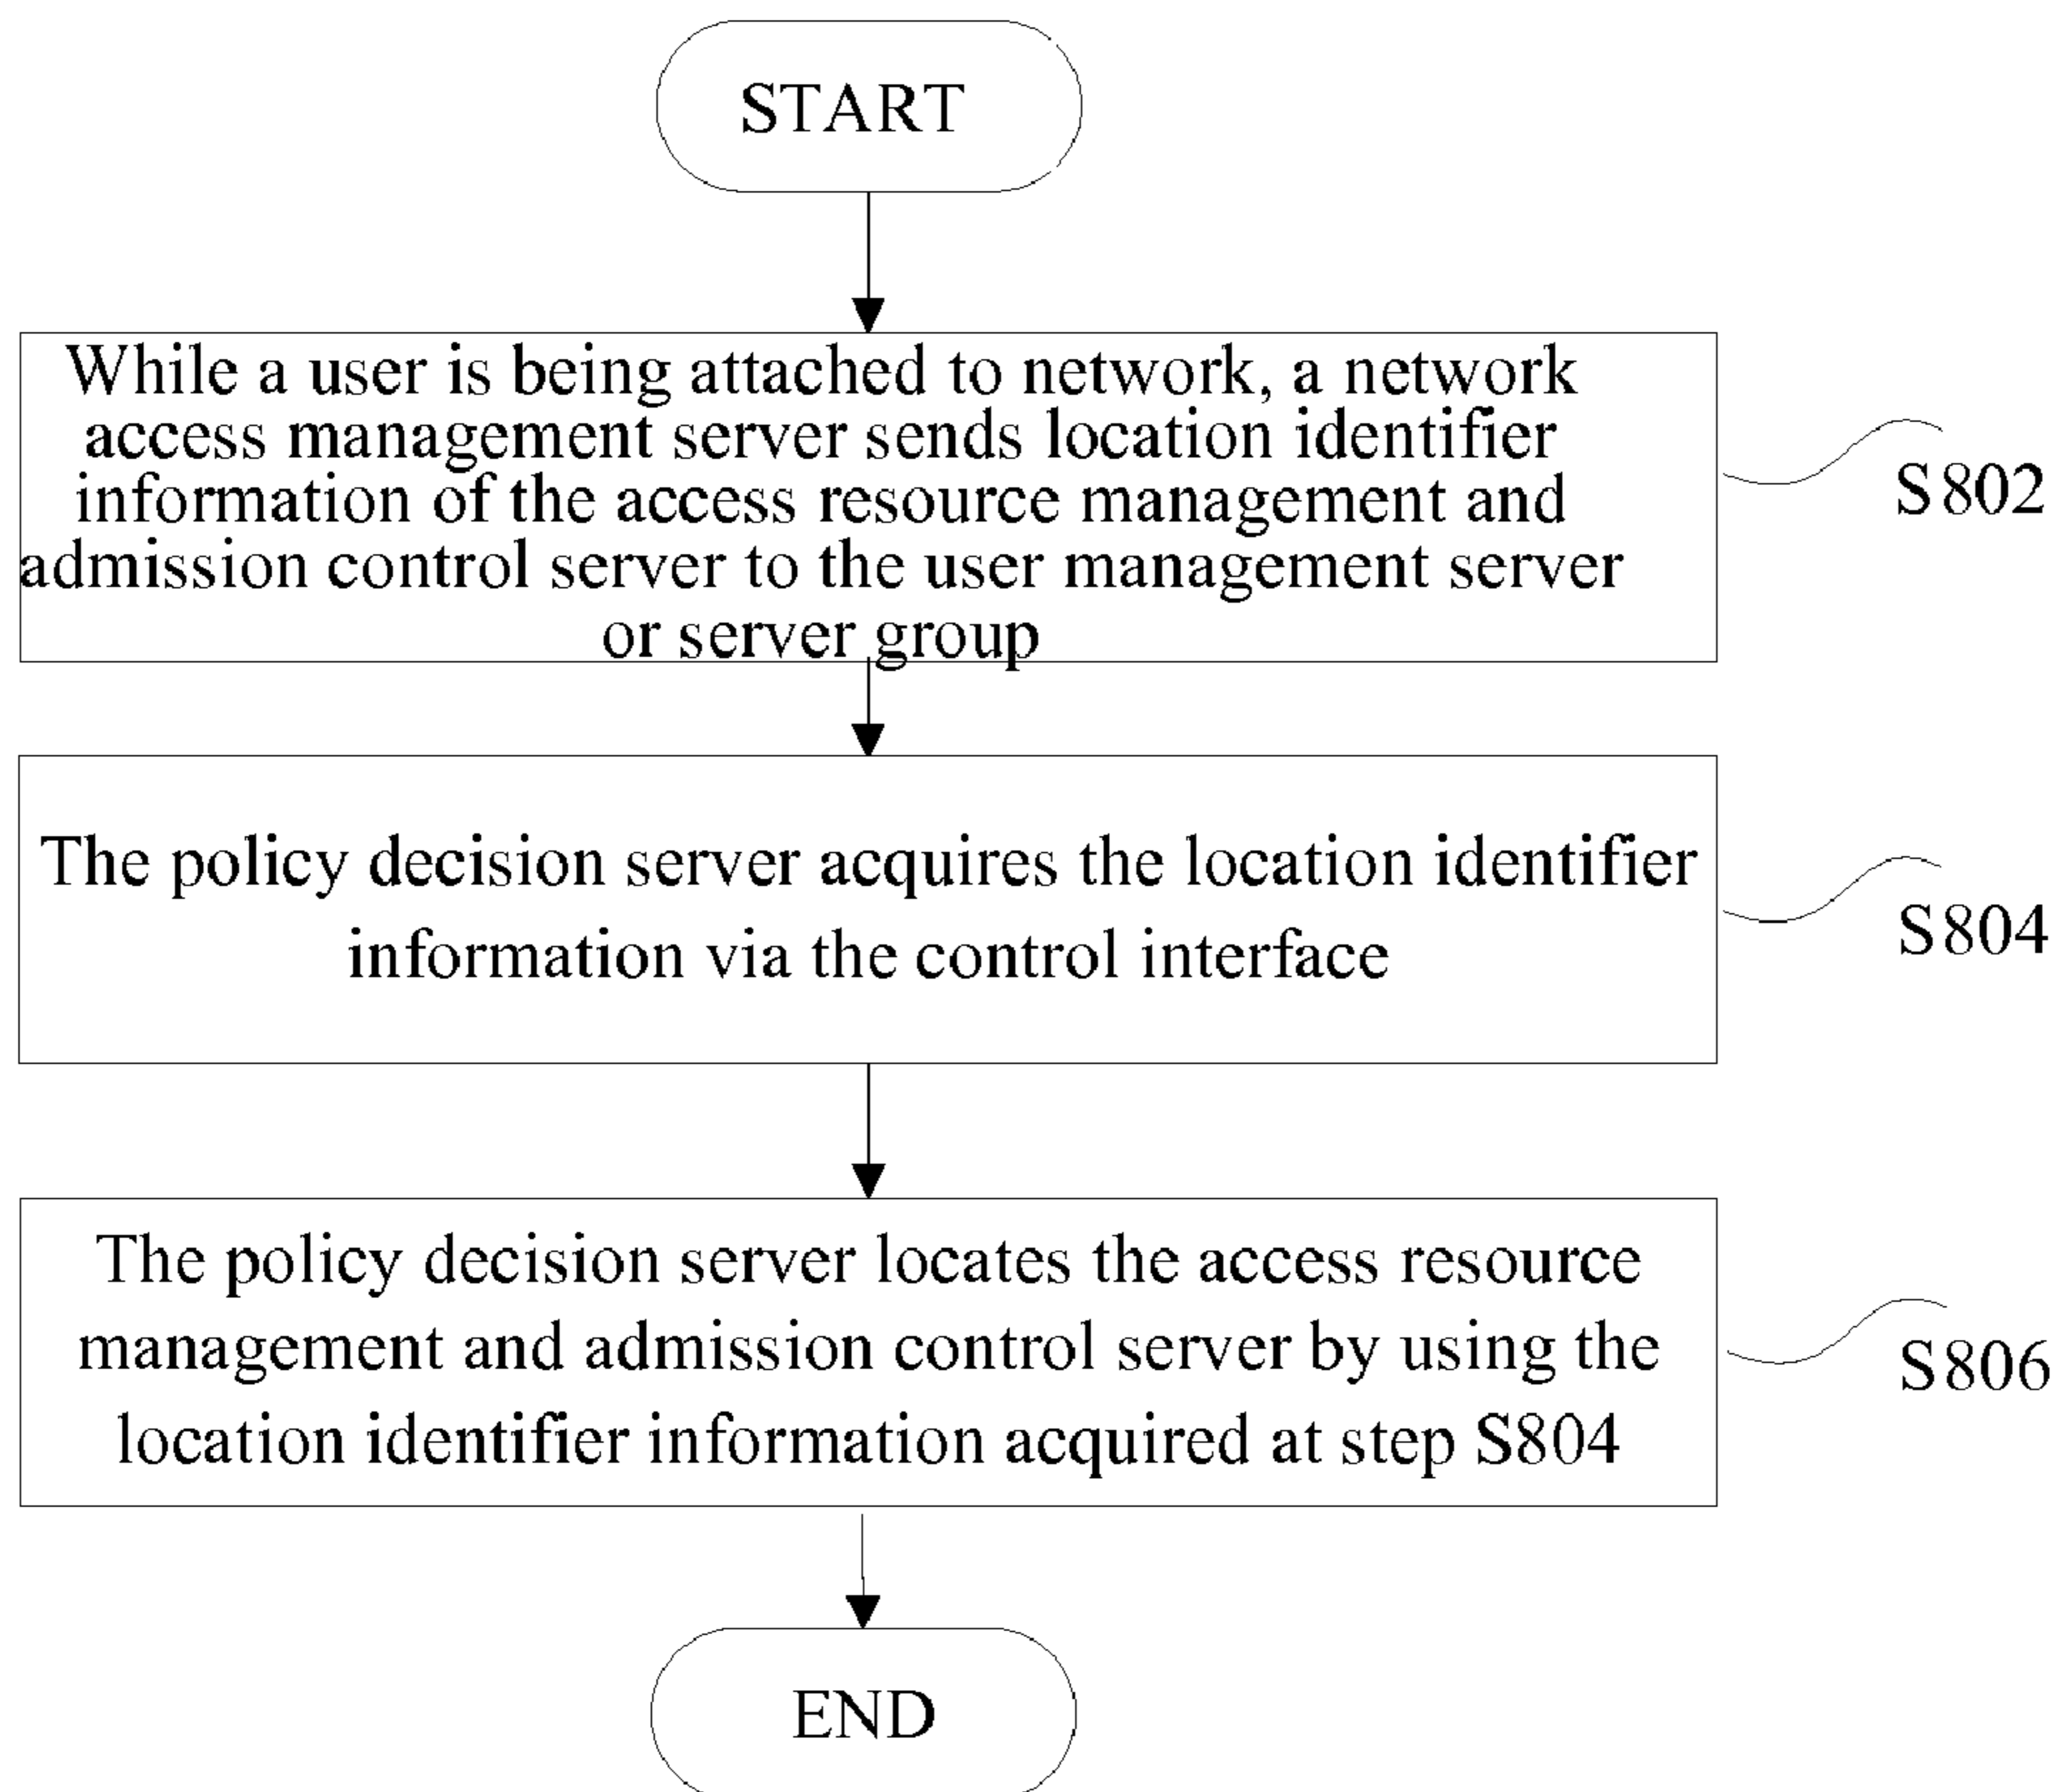 START
While a user is being attached to network, a network
access management server sends location identifier
information of the access resource management and
admission control server to the user management server
or server group
S802
The policy decision server acquires the location identifier
information via the control interface
S804
The policy decision server locates the access resource
management and admission control server by using the
location identifier information acquired at step S804
S806
END